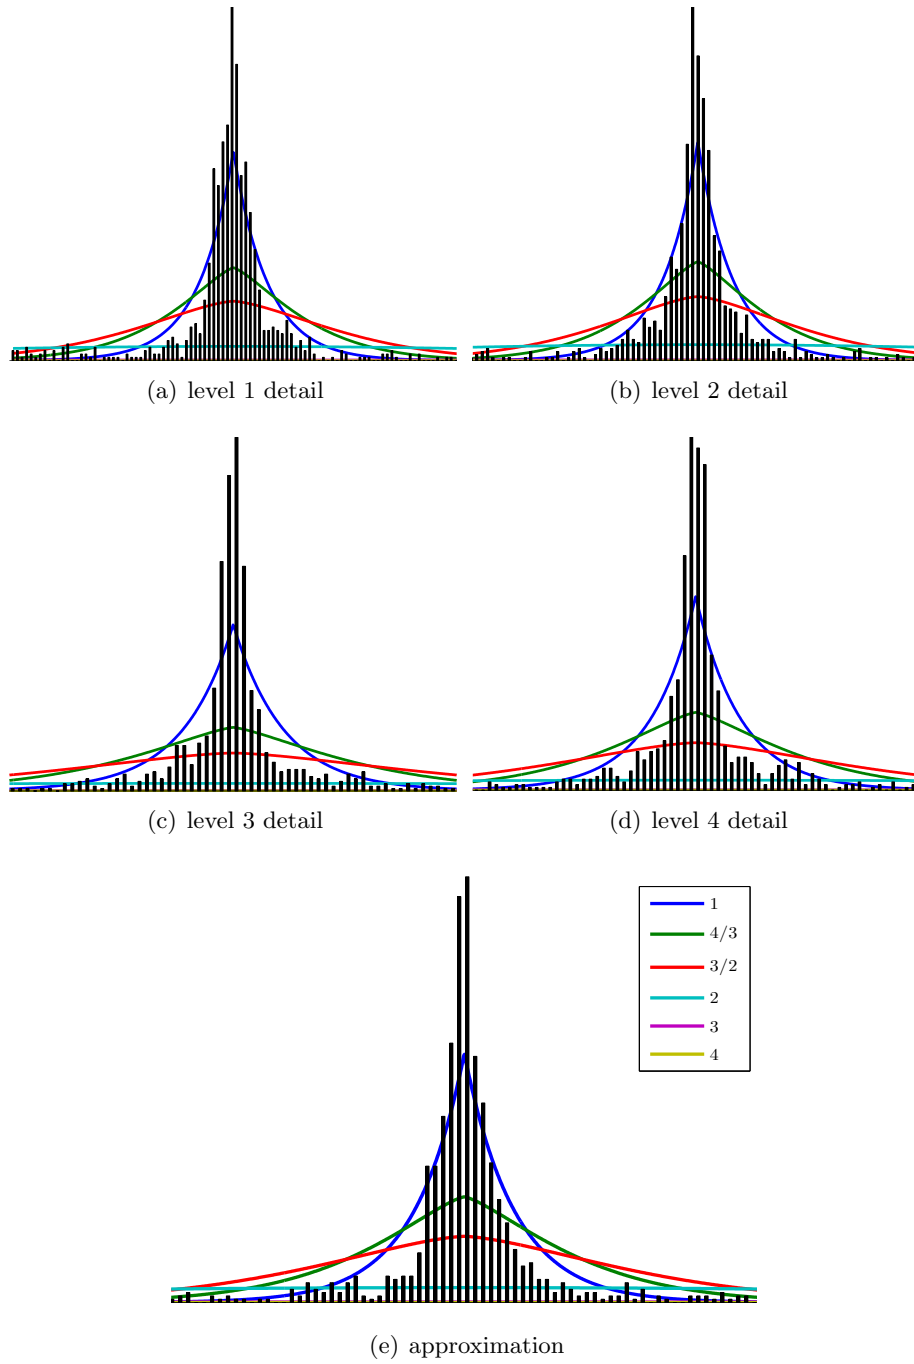 (a) level 1 detail
(b) level 2 detail
(c) level 3 detail
(d) level 4 detail
1
4/3
3/2
2
3
4
(e) approximation